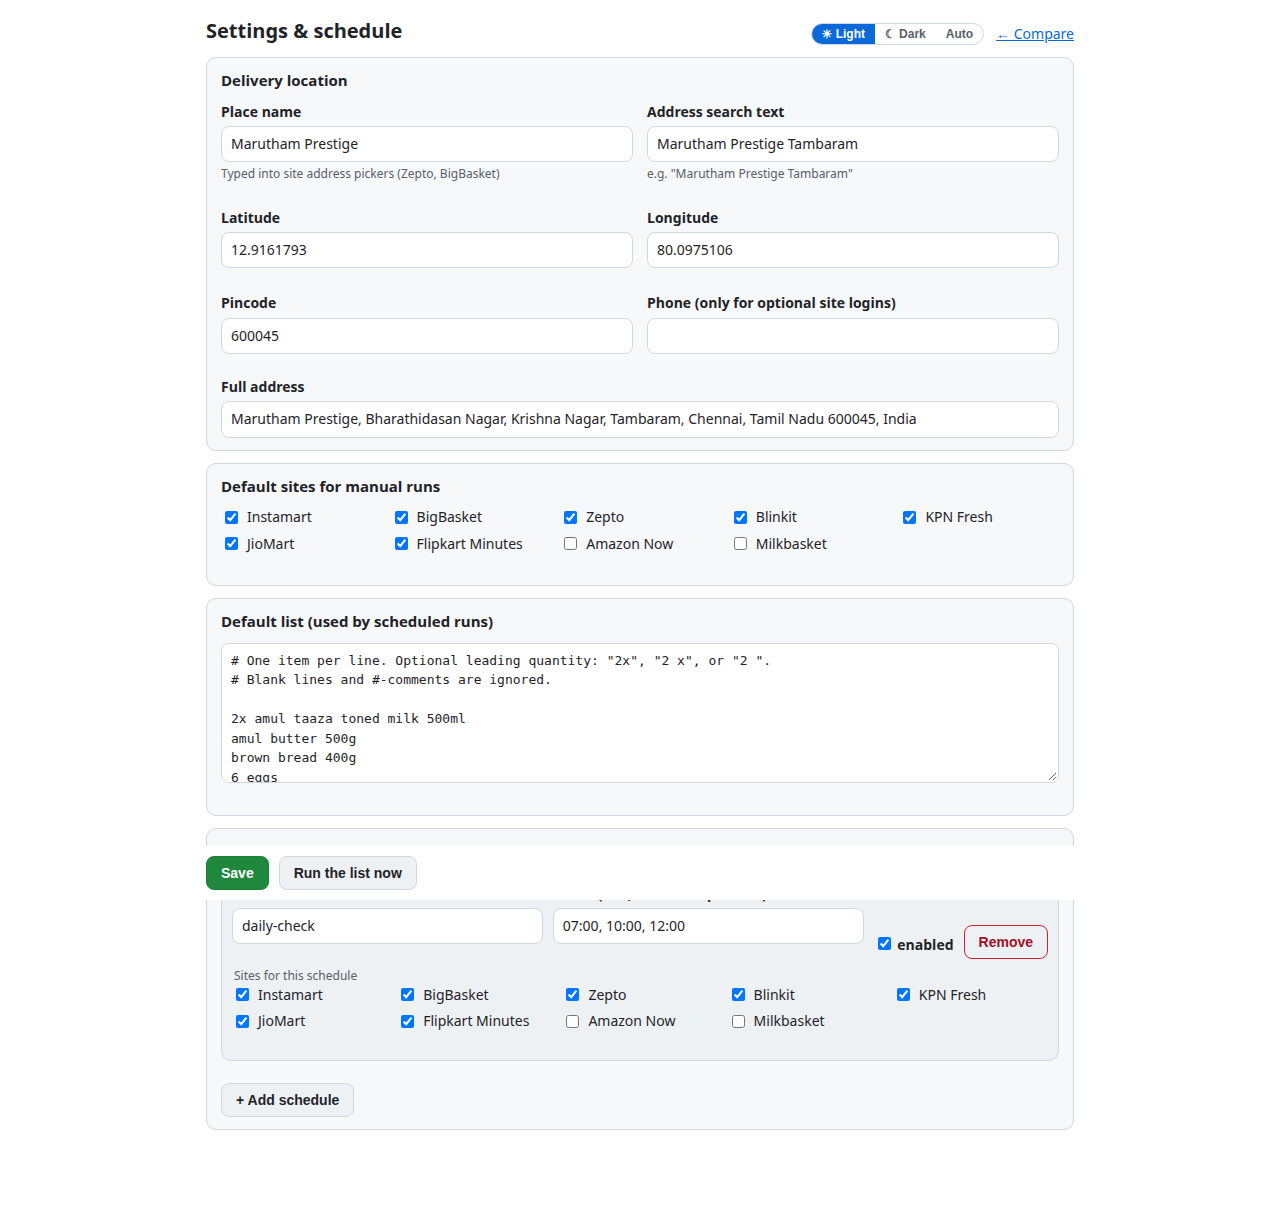 Settings & schedule
☀ Light ☾ Dark Auto ← Compare
Delivery location
Place name Address search text
Marutham Prestige Marutham Prestige Tambaram
Typed into site address pickers (Zepto, BigBasket) e.g. "Marutham Prestige Tambaram"
Latitude Longitude
12.9161793 80.0975106
Pincode Phone (only for optional site logins)
600045
Full address
Marutham Prestige, Bharathidasan Nagar, Krishna Nagar, Tambaram, Chennai, Tamil Nadu 600045, India
Default sites for manual runs
Instamart BigBasket Zepto Blinkit KPN Fresh
JioMart Flipkart Minutes Amazon Now Milkbasket
Default list (used by scheduled runs)
# One item per line. Optional leading quantity: "2x", "2 x", or "2 ".
# Blank lines and #-comments are ignored.
2x amul taaza toned milk 500ml
amul butter 500g
brown bread 400g
6 eggs
Save Run the list now
daily-check 07:00, 10:00, 12:00
enabled Remove
Sites for this schedule
Instamart BigBasket Zepto Blinkit KPN Fresh
JioMart Flipkart Minutes Amazon Now Milkbasket
+ Add schedule